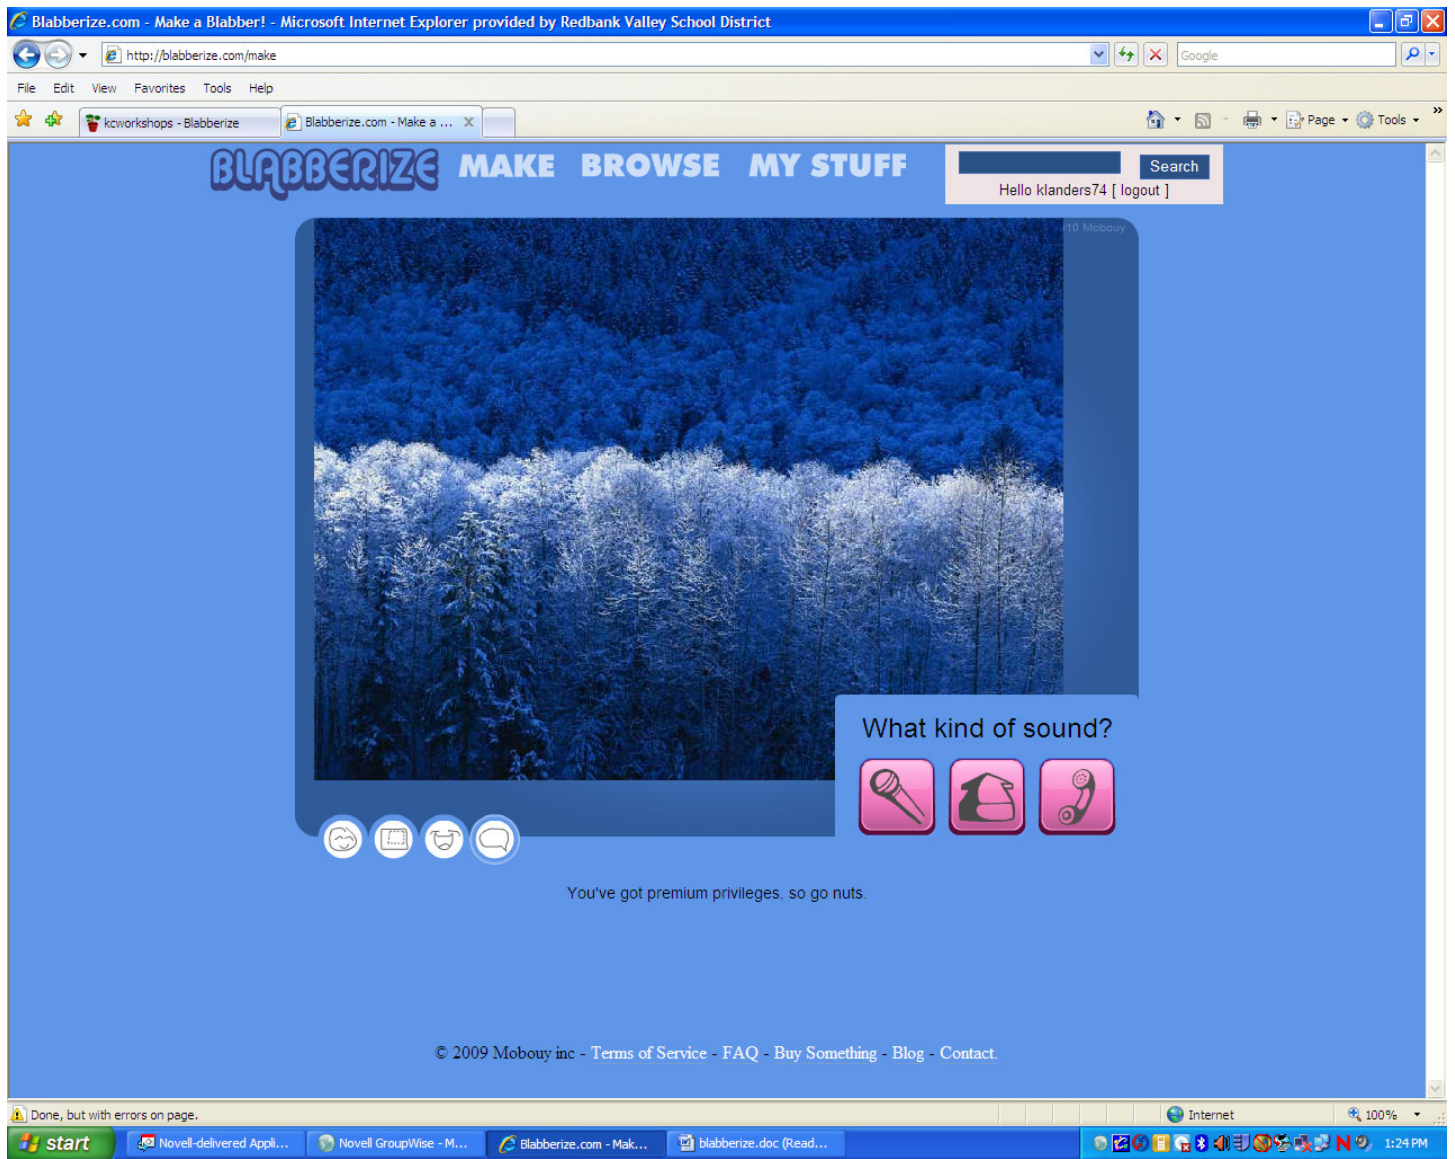 Blabberize.com - Make a Blabber! - Microsoft Internet Explorer provided by Redbank Valley School District
http://blabberize.com/make
Google
File Edit View Favorites Tools Help
kcworkshops - Blabberize
Blabberize.com - Make a ...
Page Tools
BLABBERIZE MAKE BROWSE MY STUFF
Search
Hello klanders74 [ logout ]
10 Mobouy
What kind of sound?
You've got premium privileges, so go nuts.
© 2009 Mobouy inc - Terms of Service - FAQ - Buy Something - Blog - Contact.
Done, but with errors on page.
Internet
100%
start
Novell-delivered Appli...
Novell GroupWise - M...
Blabberize.com - Mak...
blabberize.doc (Read...
1:24 PM